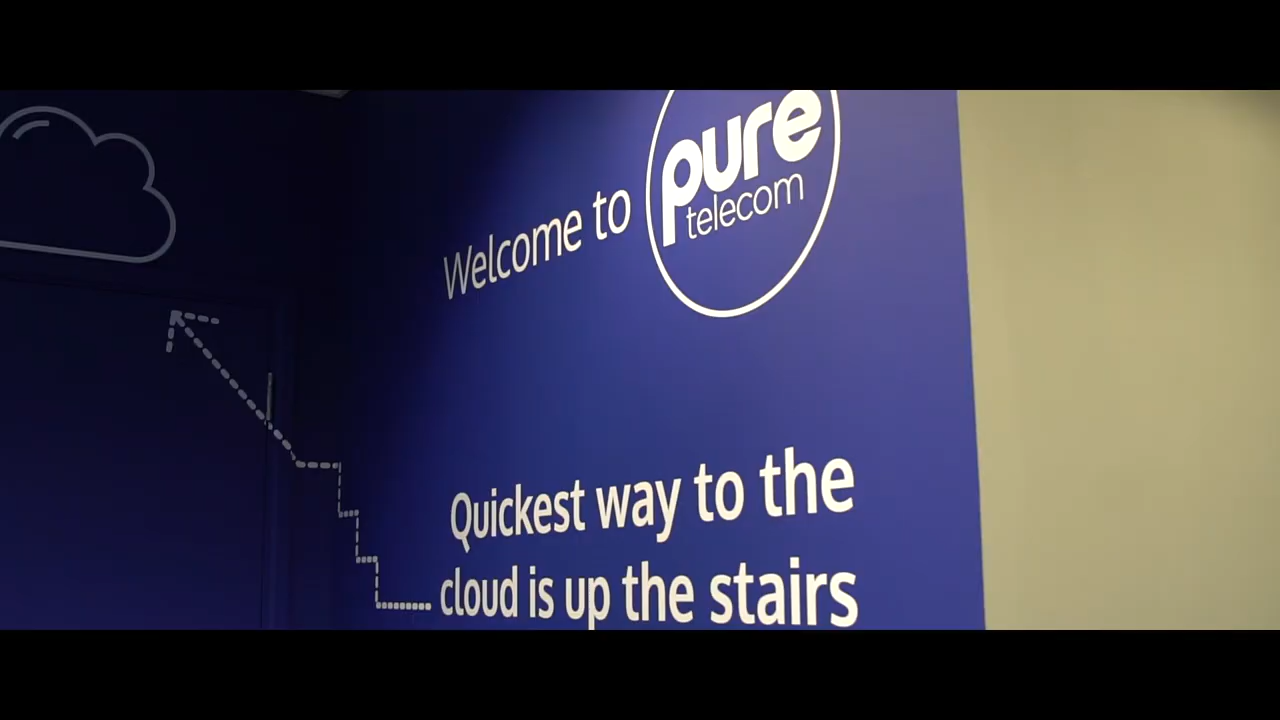 Welcome to
pure
telecom
Quickest way to the
cloud is up the stairs